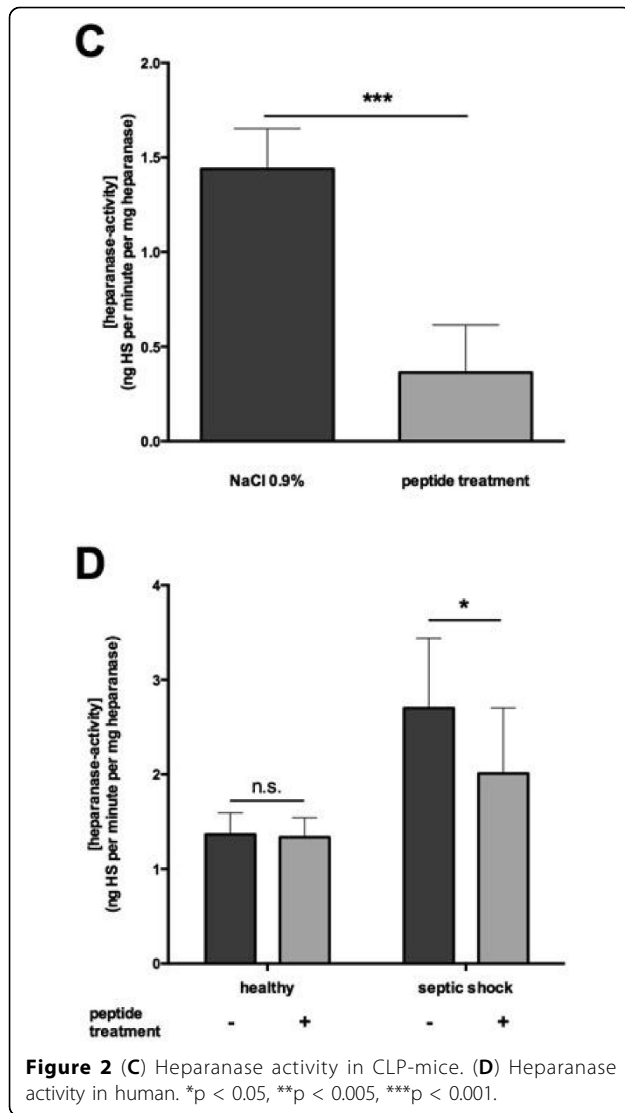 C
2.0
1.5
1.0
0.5
0.0
[heparanase-activity]
(ng HS per minute per mg heparanase)
***
NaCl 0.9%
peptide treatment
D
4
3
2
1
0
[heparanase-activity]
(ng HS per minute per mg heparanase)
n.s.
*
healthy
septic shock
peptide
treatment
- + - +
Figure 2 (C) Heparanase activity in CLP-mice. (D) Heparanase
activity in human. *p < 0.05, **p < 0.005, ***p < 0.001.